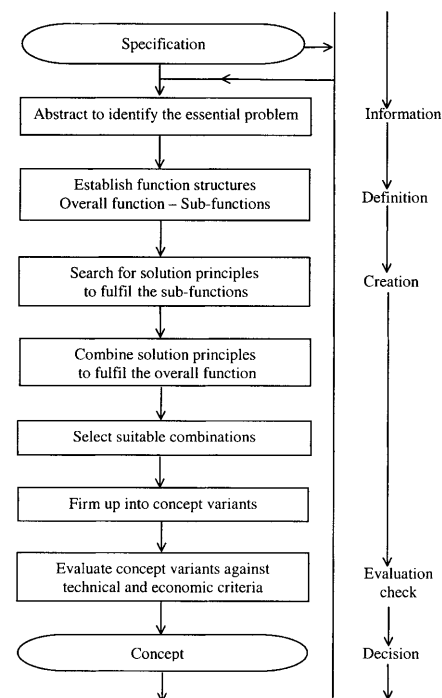 Specification
Abstract to identify the essential problem
Information
Establish function structures
Overall function – Sub-functions
Definition
Search for solution principles
to fulfil the sub-functions
Creation
Combine solution principles
to fulfil the overall function
Select suitable combinations
Firm up into concept variants
Evaluate concept variants against
technical and economic criteria
Evaluation
check
Concept
Decision